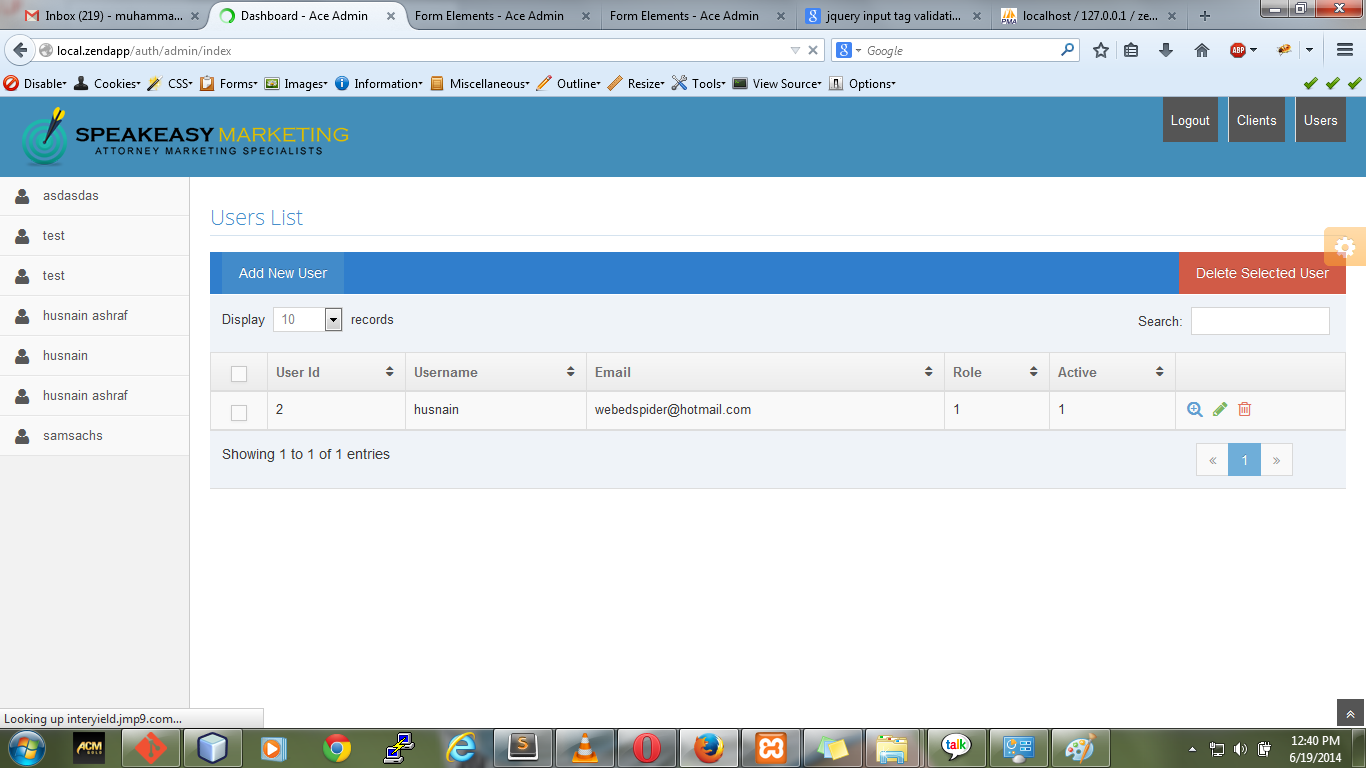 Inbox (219) - muhamma... Dashboard - Ace Admin Form Elements - Ace Admin Form Elements - Ace Admin jquery input tag validati... localhost / 127.0.0.1 / ze...
local.zendapp/auth/admin/index Google
Disable Cookies CSS Forms Images Information Miscellaneous Outline Resize Tools View Source Options
SPEAKEASY MARKETING
ATTORNEY MARKETING SPECIALISTS
Logout Clients Users
asdasdas
test
test
husnain ashraf
husnain
husnain ashraf
samsachs
Users List
Add New User Delete Selected User
Display 10 records Search:
User Id Username Email Role Active
2 husnain webedspider@hotmail.com 1 1
Showing 1 to 1 of 1 entries « 1 »
Looking up interyield.jmp9.com...
ACM GOLD talk 12:40 PM
6/19/2014